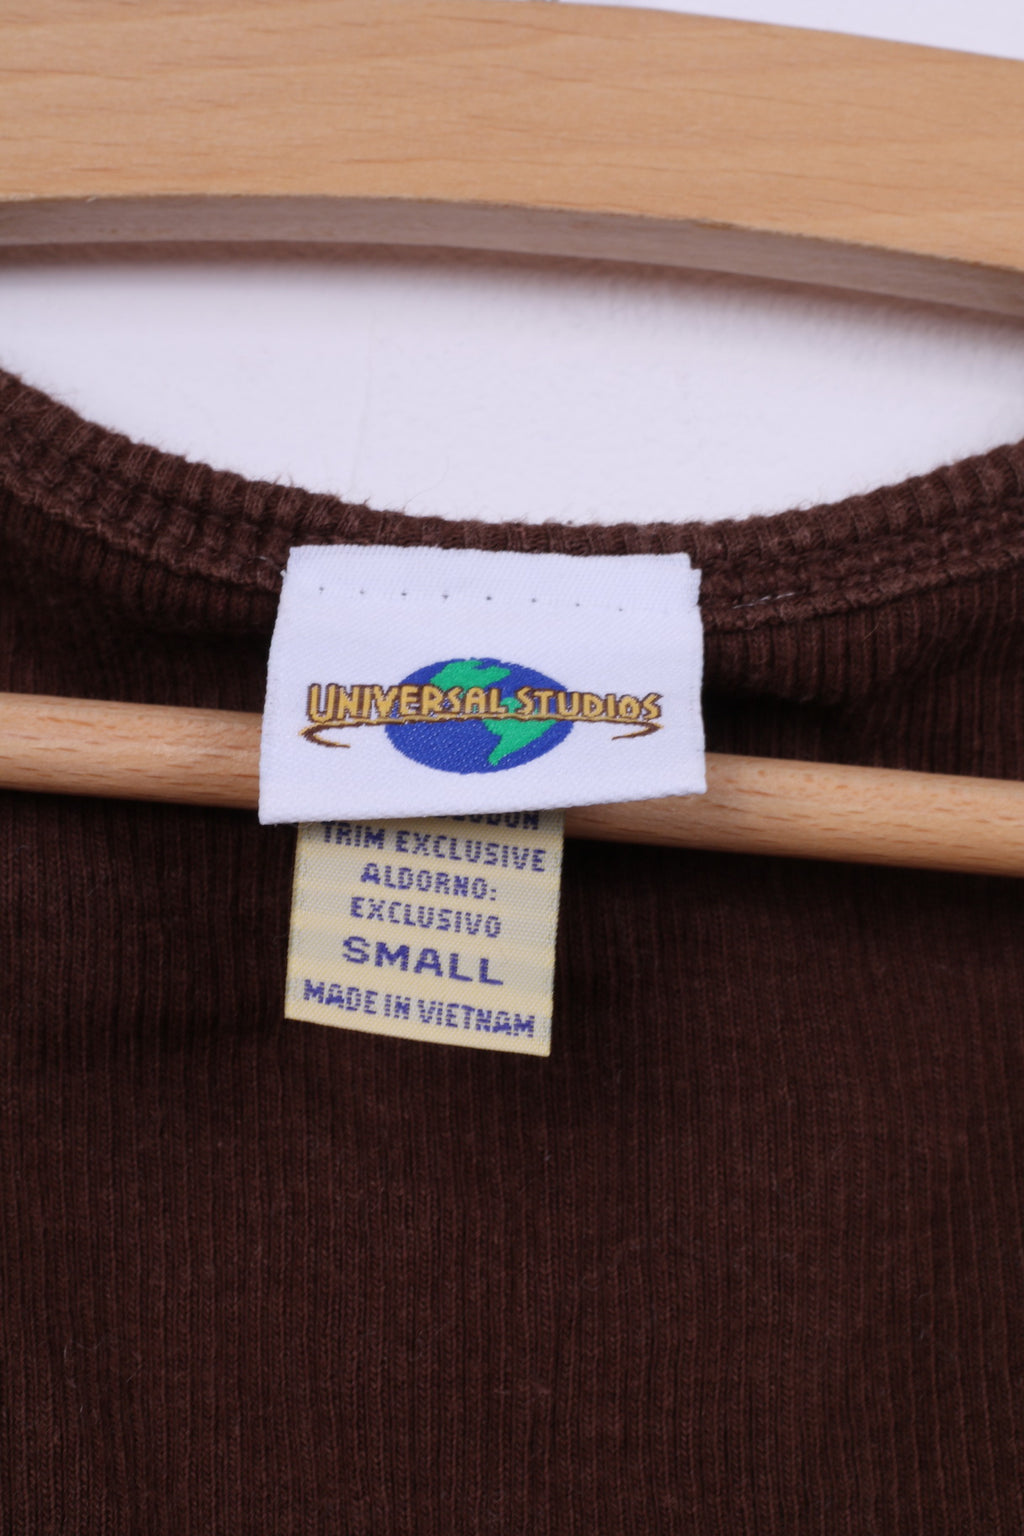 UNIVERSAL STUDIOS
TRIM EXCLUSIVE
ALDORNO:
EXCLUSIVO
SMALL
MADE IN VIETNAM